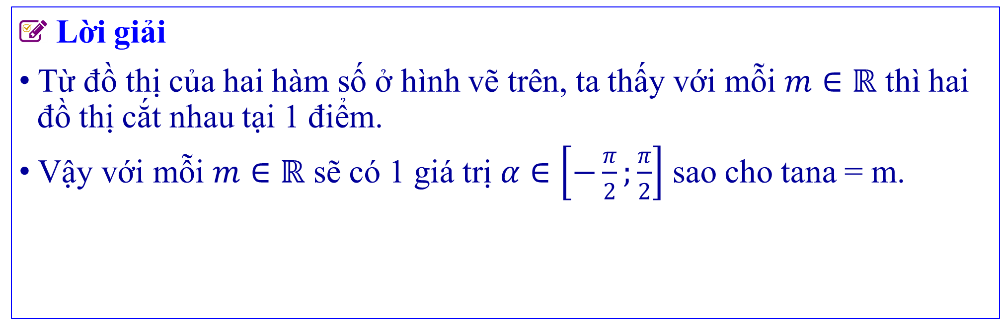 Lời giải
• Từ đồ thị của hai hàm số ở hình vẽ trên, ta thấy với mỗi 𝑚 ∈ ℝ thì hai
đồ thị cắt nhau tại 1 điểm.
• Vậy với mỗi 𝑚 ∈ ℝ sẽ có 1 giá trị 𝛼 ∈ [−𝜋/2; 𝜋/2] sao cho tana = m.